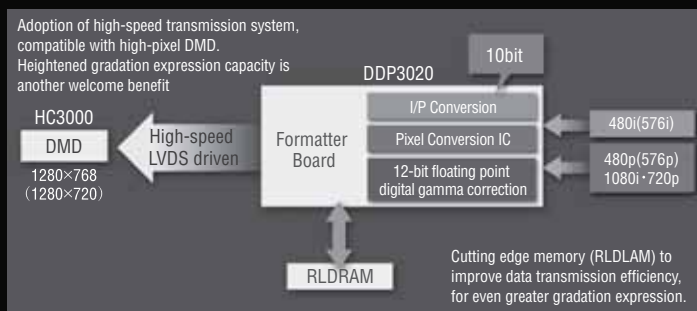 Adoption of high-speed transmission system,
compatible with high-pixel DMD.
Heightened gradation expression capacity is
another welcome benefit
10bit
DDP3020
HC3000
DMD
1280×768
(1280×720)
High-speed
LVDS driven
Formatter
Board
I/P Conversion
Pixel Conversion IC
12-bit floating point
digital gamma correction
480i(576i)
480p(576p)
1080i・720p
RLDRAM
Cutting edge memory (RLDLAM) to
improve data transmission efficiency,
for even greater gradation expression.